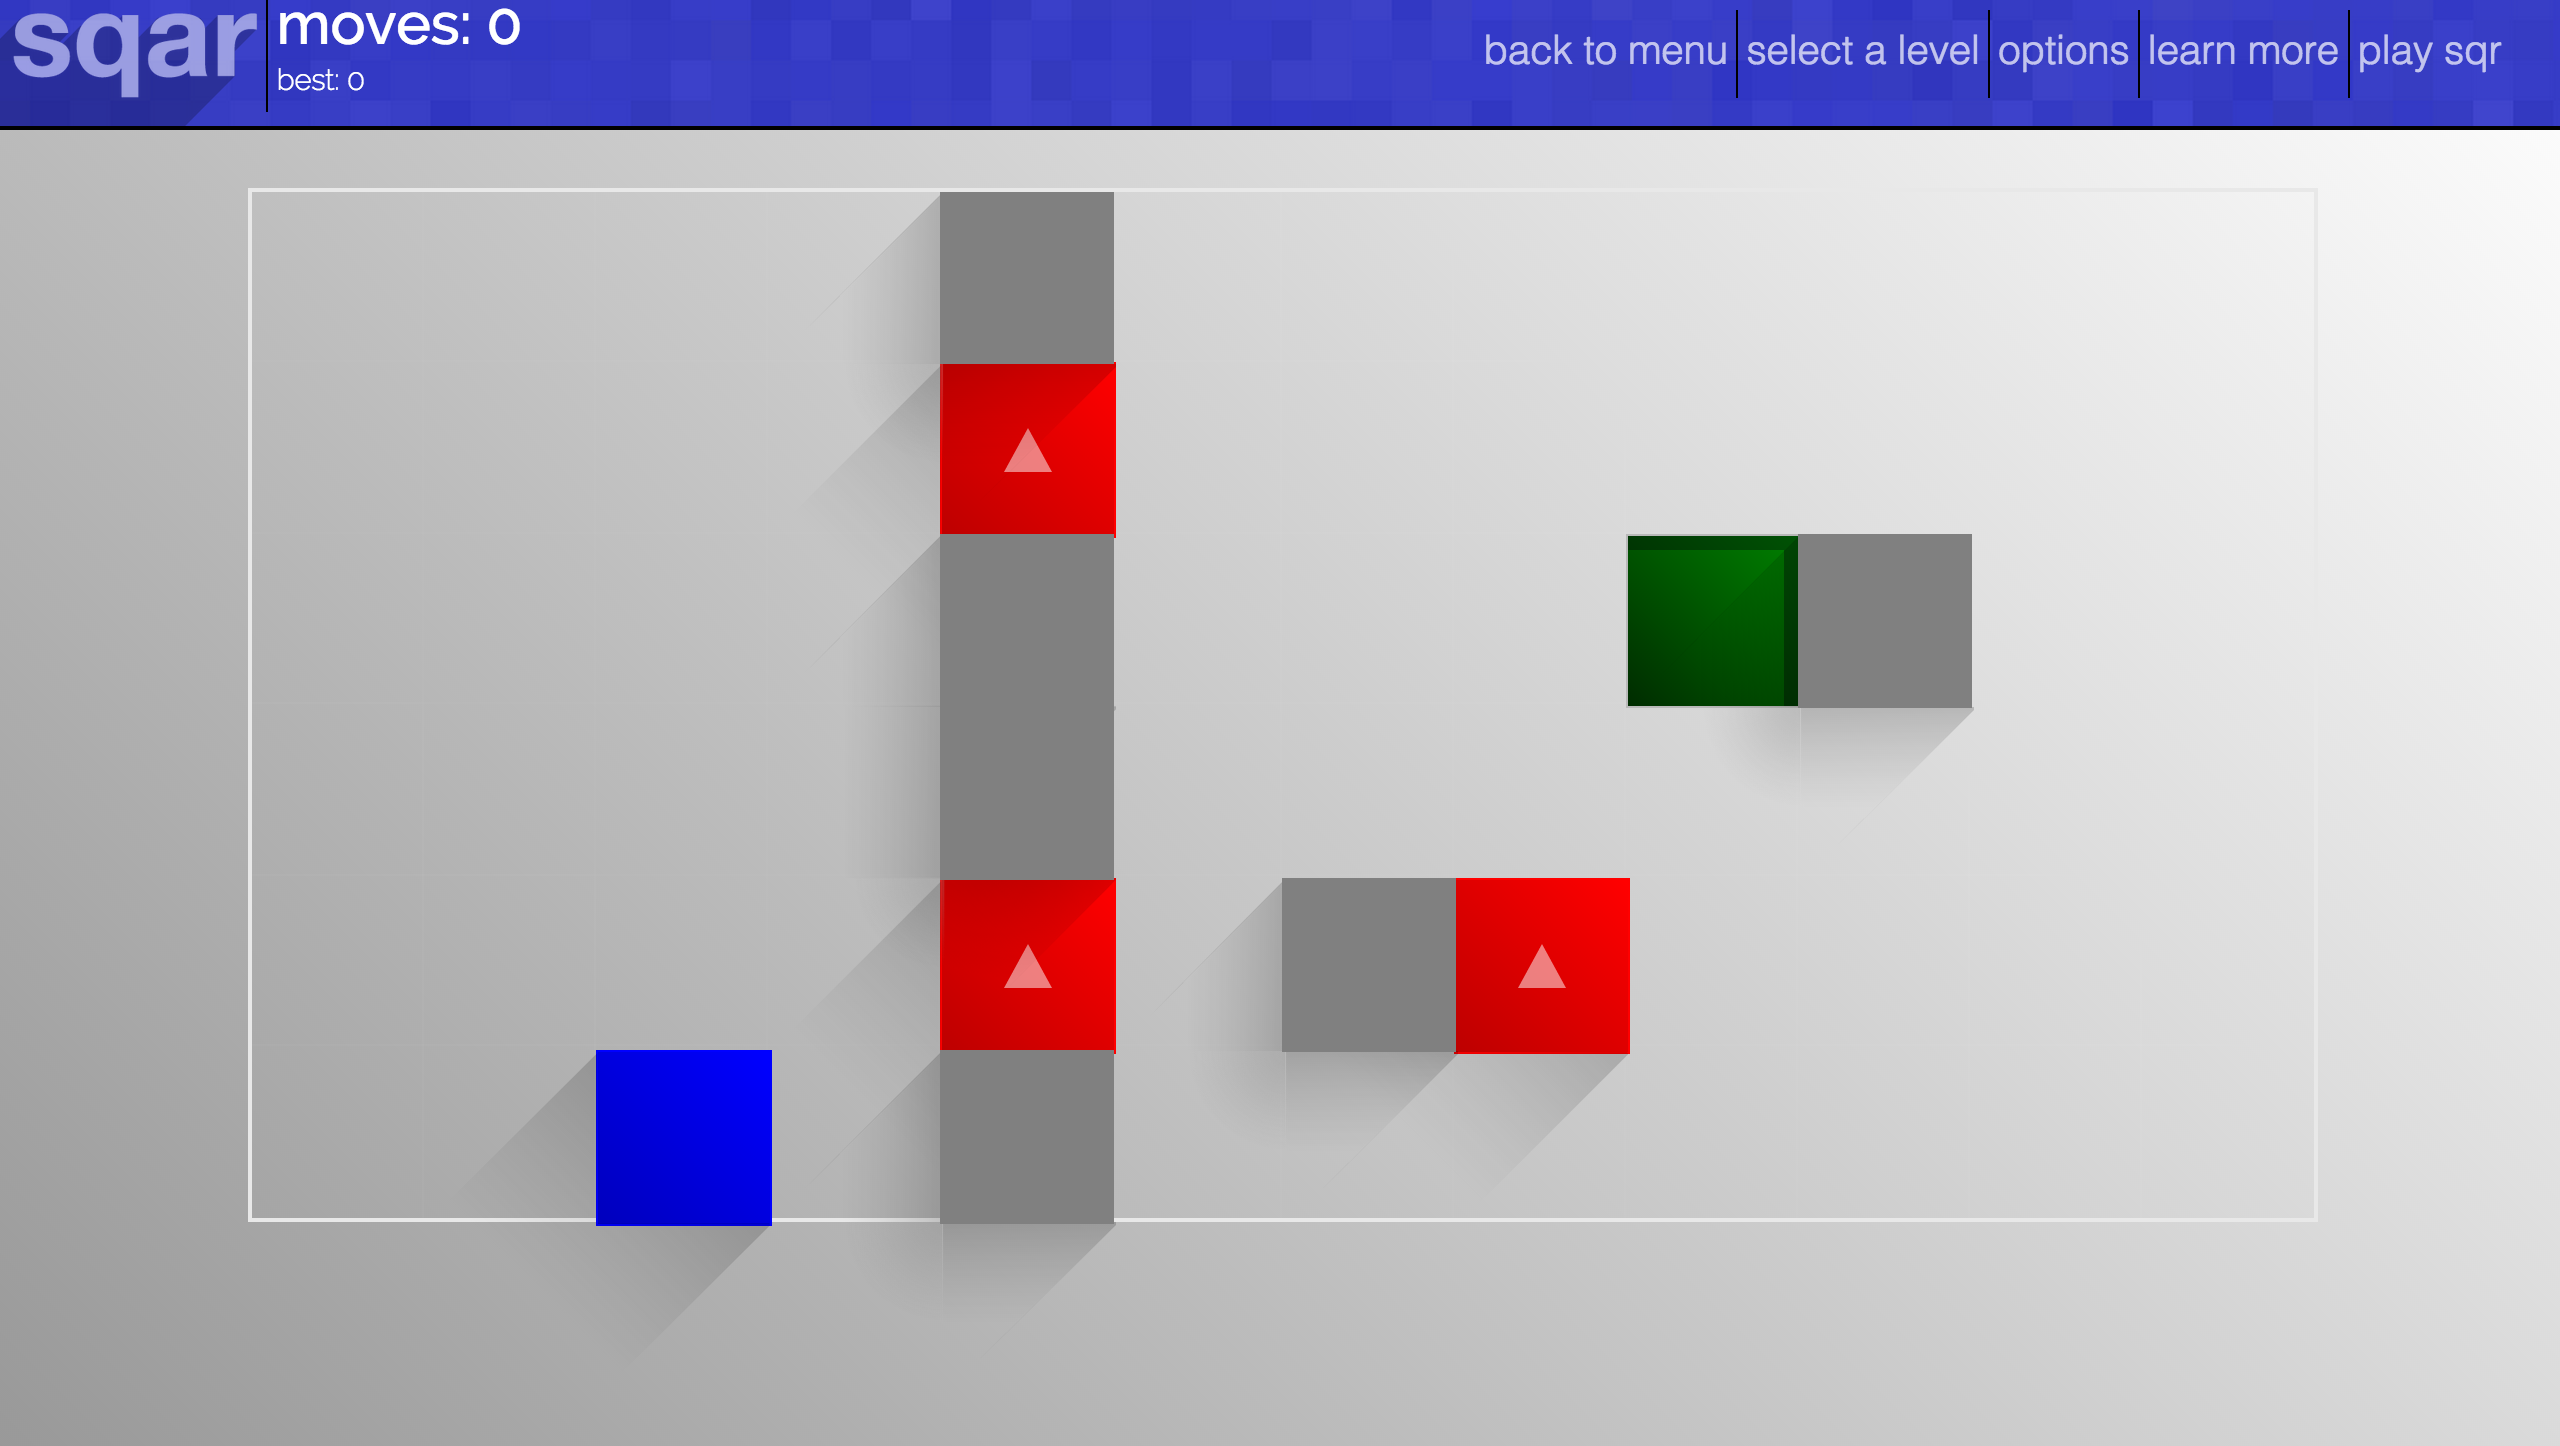 sqar
moves: 0
best: 0
back to menu
select a level
options
learn more
play sqr